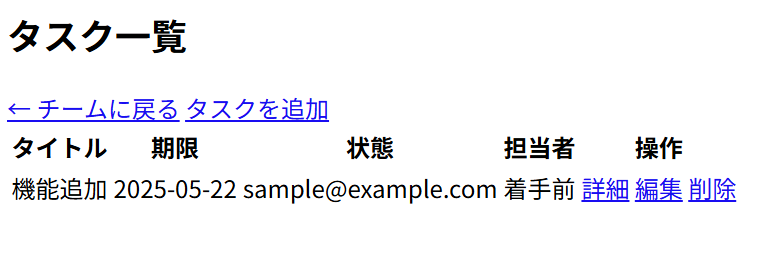 タスク一覧
← チームに戻る タスクを追加
タイトル 期限 状態 担当者 操作
機能追加 2025-05-22 sample@example.com 着手前 詳細 編集 削除